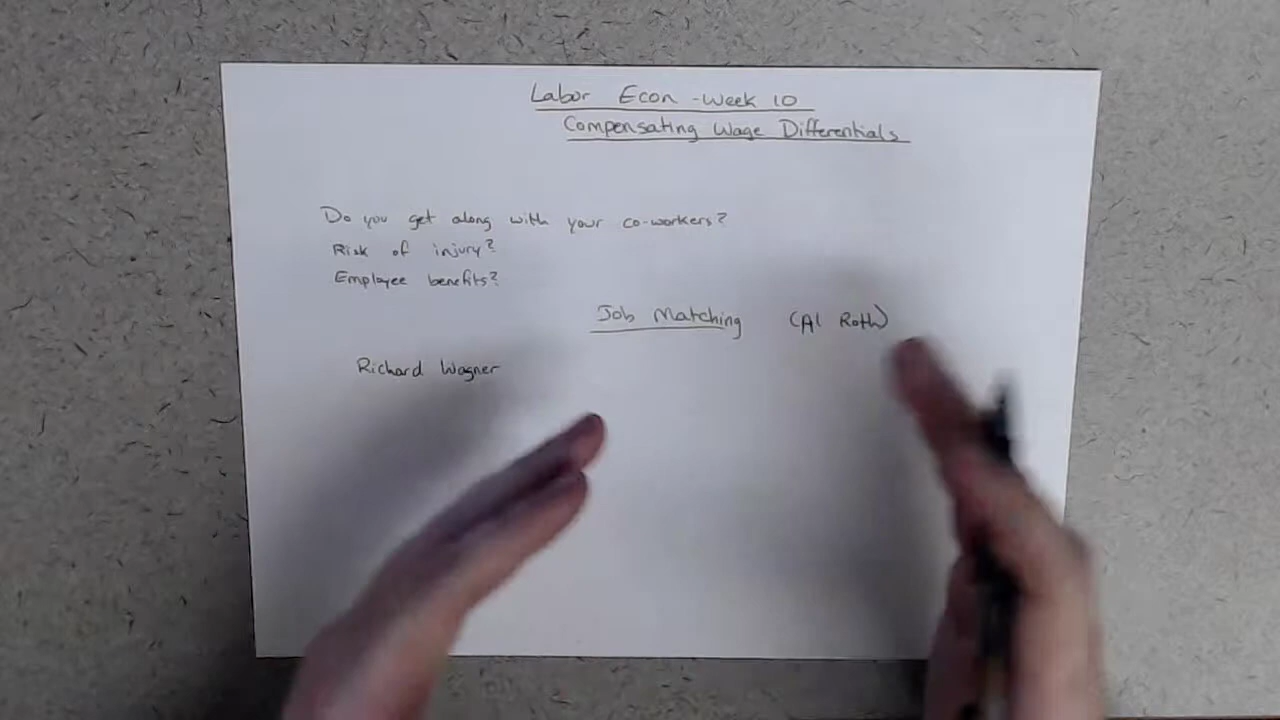 Labor Econ - Week 10
Compensating Wage Differentials
Do you get along with your co-workers?
Risk of injury?
Employee benefits?
Job Matching (Al Roth)
Richard Wagner